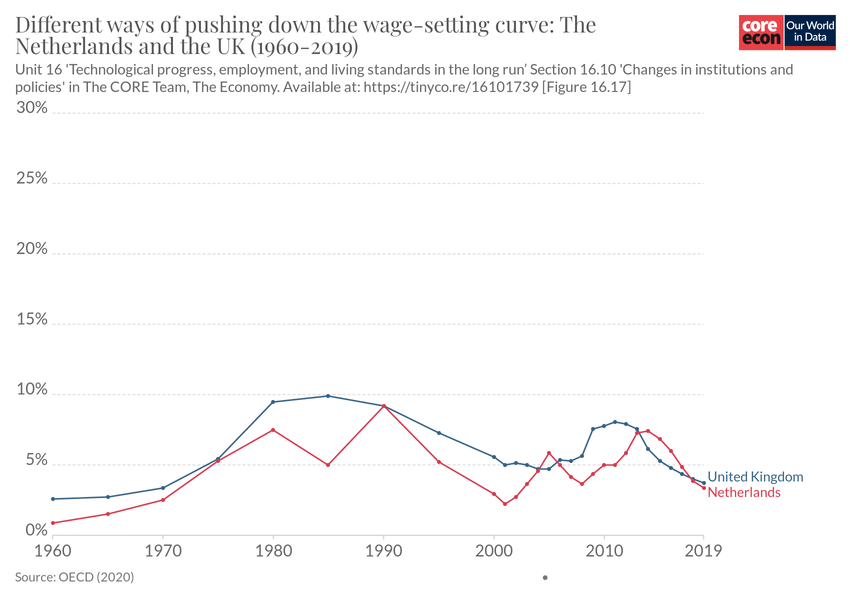 Different ways of pushing down the wage-setting curve: The
Netherlands and the UK (1960-2019)
core
econ
Our World
in Data
Unit 16 'Technological progress, employment, and living standards in the long run’ Section 16.10 'Changes in institutions and
policies' in The CORE Team, The Economy. Available at: https://tinyco.re/16101739 [Figure 16.17]
30%
25%
20%
15%
10%
5%
0%
United Kingdom
Netherlands
1960
1970
1980
1990
2000
2010
2019
Source: OECD (2020)